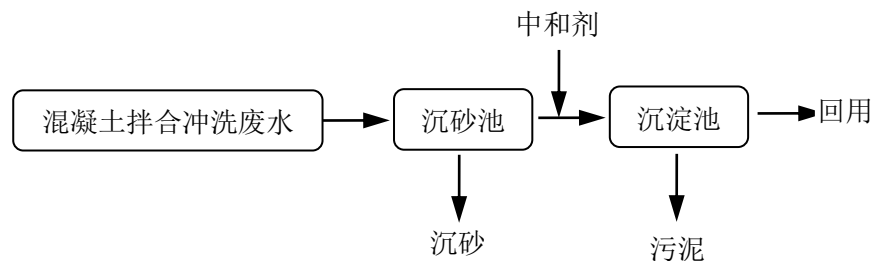 中和剂
混凝土拌合冲洗废水
沉砂池
沉淀池
回用
沉砂
污泥